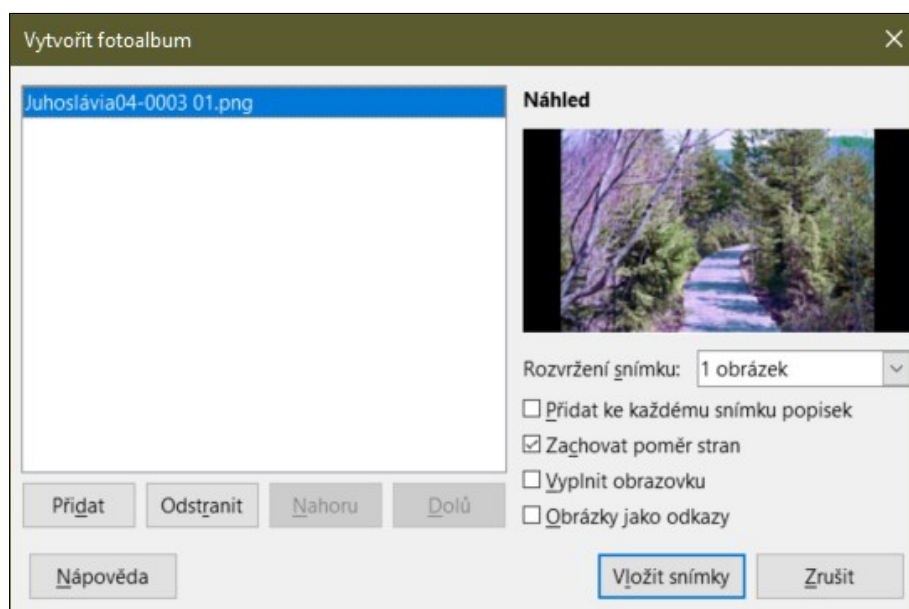 Vytvořit fotoalbum
Juhoslávia04-0003 01.png
Náhled
Rozvržení snímku: 1 obrázek
Přidat ke každému snímku popisek
Zachovat poměr stran
Vyplnit obrazovku
Obrázky jako odkazy
Přidat Odstranit Nahoru Dolů
Nápověda Vložit snímky Zrušit